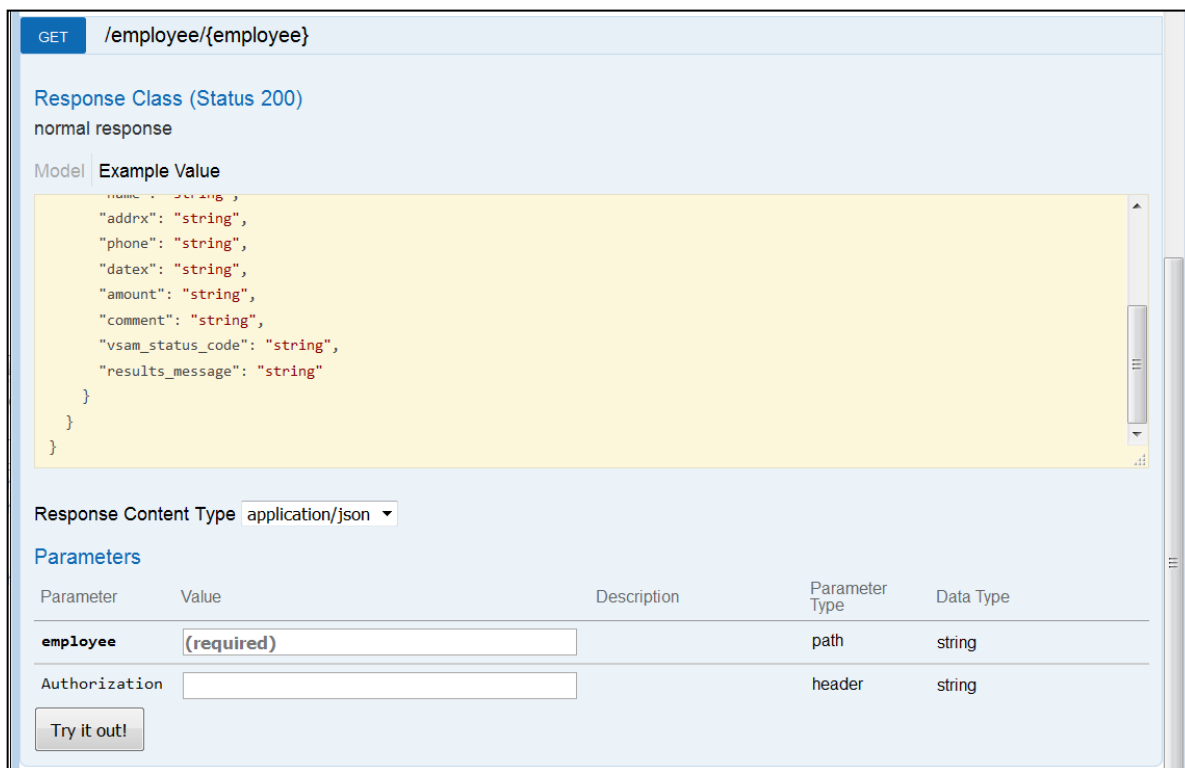 GET /employee/{employee}
Response Class (Status 200)
normal response
Model Example Value
"name": "string",
"addrx": "string",
"phone": "string",
"datex": "string",
"amount": "string",
"comment": "string",
"vsam_status_code": "string",
"results_message": "string"
}
}
}
Response Content Type application/json
Parameters
Parameter Value Description Parameter Type Data Type
employee (required) path string
Authorization header string
Try it out!